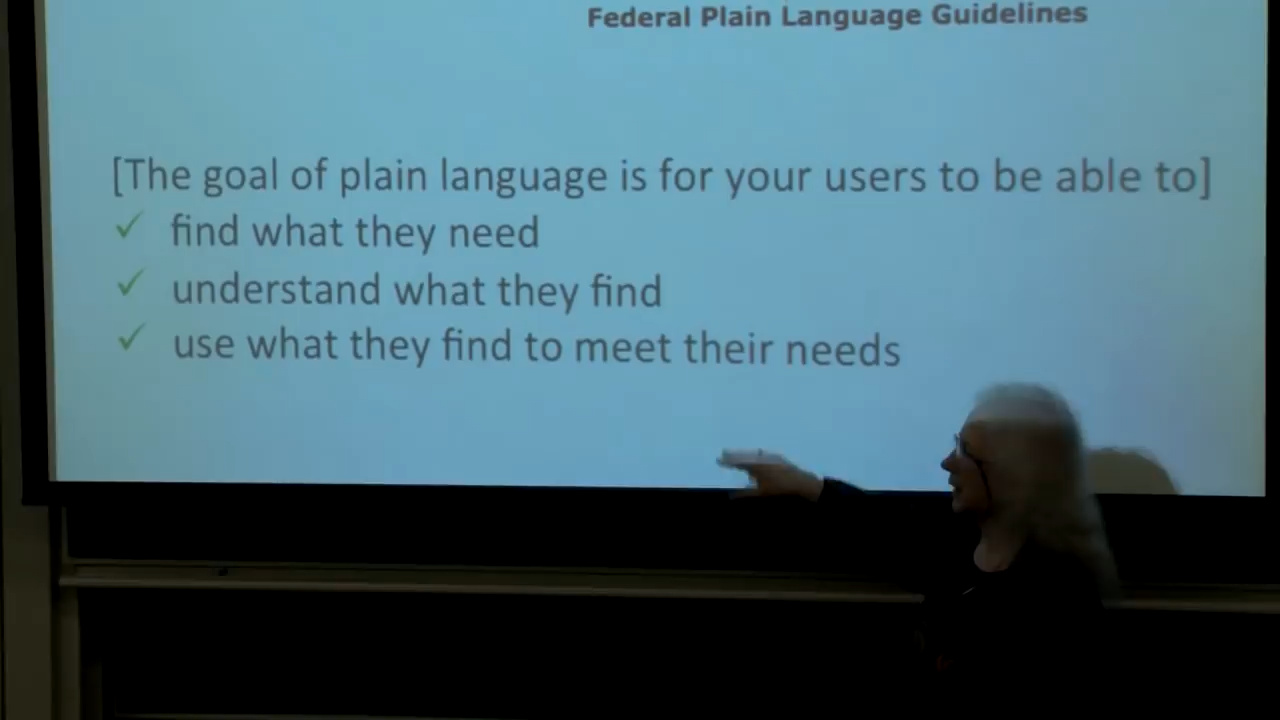 Federal Plain Language Guidelines
[The goal of plain language is for your users to be able to]
✓ find what they need
✓ understand what they find
✓ use what they find to meet their needs